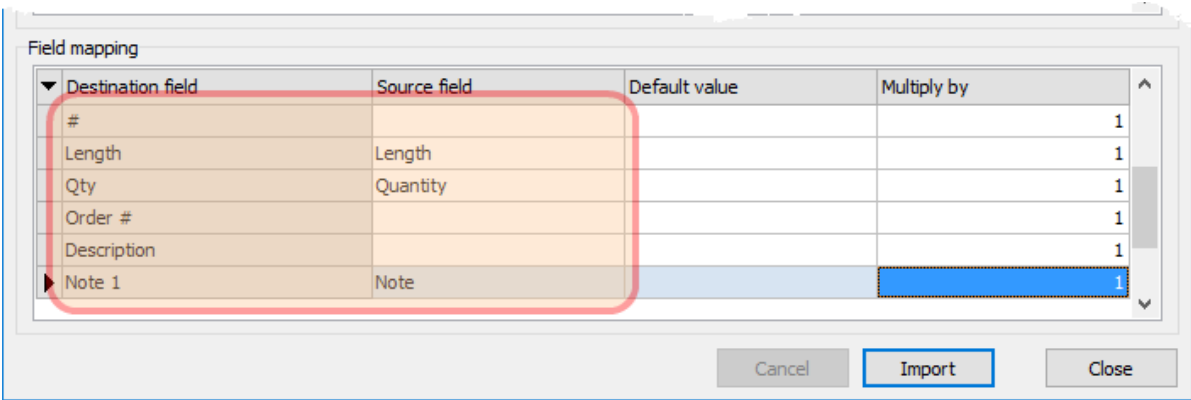 Field mapping
Destination field Source field Default value Multiply by
# 1
Length Length 1
Qty Quantity 1
Order # 1
Description 1
Note 1 Note 1
Cancel Import Close